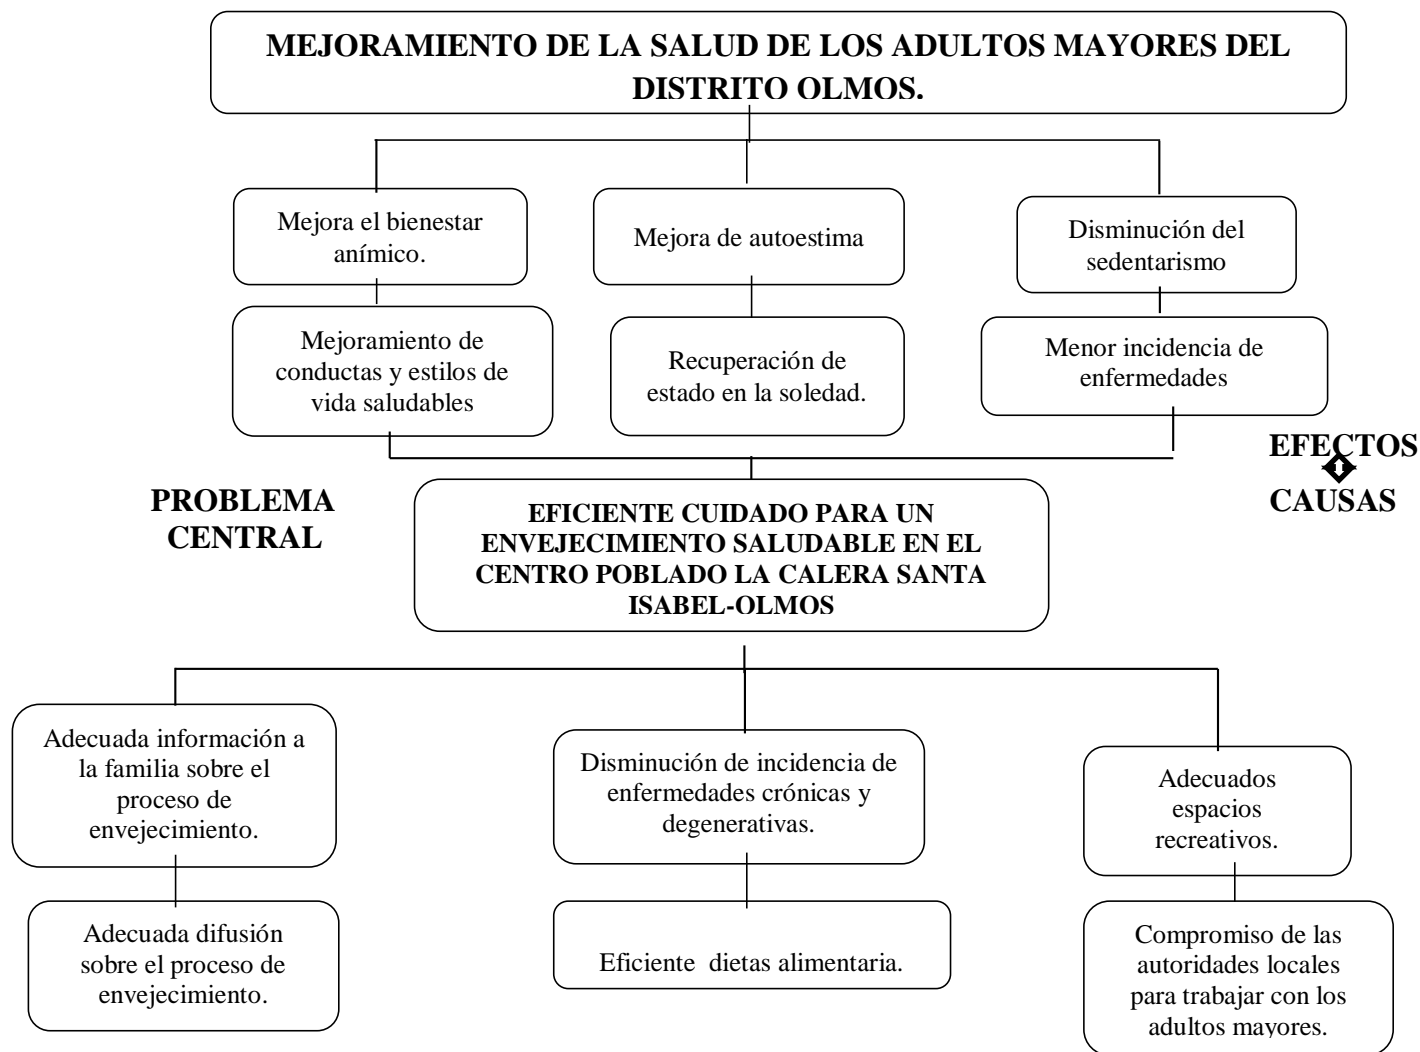 MEJORAMIENTO DE LA SALUD DE LOS ADULTOS MAYORES DEL
DISTRITO OLMOS.
Mejora el bienestar
anímico.
Mejora de autoestima
Disminución del
sedentarismo
Mejoramiento de
conductas y estilos de
vida saludables
Recuperación de
estado en la soledad.
Menor incidencia de
enfermedades
EFECTOS
CAUSAS
PROBLEMA
CENTRAL
EFICIENTE CUIDADO PARA UN
ENVEJECIMIENTO SALUDABLE EN EL
CENTRO POBLADO LA CALERA SANTA
ISABEL-OLMOS
Adecuada información a
la familia sobre el
proceso de
envejecimiento.
Disminución de incidencia de
enfermedades crónicas y
degenerativas.
Adecuados
espacios
recreativos.
Adecuada difusión
sobre el proceso de
envejecimiento.
Eficiente dietas alimentaria.
Compromiso de las
autoridades locales
para trabajar con los
adultos mayores.